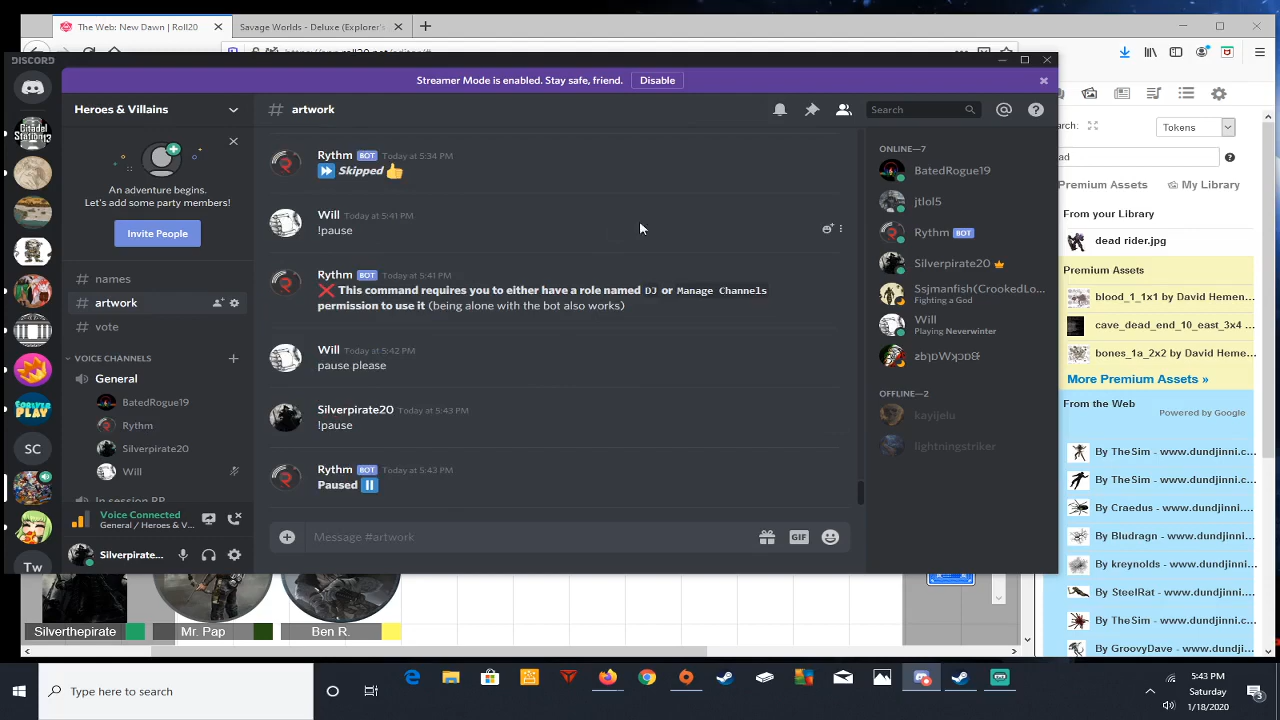 The Web: New Dawn | Roll20
Savage Worlds - Deluxe (Explorer's
DISCORD
Streamer Mode is enabled. Stay safe, friend.
Disable
Heroes & Villains
# artwork
Search
Rythm BOT Today at 5:34 PM
Skipped
Will Today at 5:41 PM
!pause
Rythm BOT Today at 5:41 PM
This command requires you to either have a role named DJ or Manage Channels
permission to use it (being alone with the bot also works)
Will Today at 5:42 PM
pause please
Silverpirate20 Today at 5:43 PM
!pause
Rythm BOT Today at 5:43 PM
Paused
Message #artwork
GIF
An adventure begins.
Let's add some party members!
Invite People
# names
# artwork
# vote
VOICE CHANNELS
General
BatedRogue19
Rythm
Silverpirate20
Will
In session RP
Voice Connected
General / Heroes & V...
Silverpirate...
SC
Tw
ONLINE—7
BatedRogue19
jtlol5
Rythm BOT
Silverpirate20
Ssjmanfish(CrookedLo...
Fighting a God
Will
Playing Neverwinter
OFFLINE—2
kayijelu
lightningstriker
arch:
Tokens
ad
Premium Assets
My Library
From your Library
dead rider.jpg
Premium Assets
blood_1_1x1 by David Hemen...
cave_dead_end_10_east_3x4 ...
bones_1a_2x2 by David Heme...
More Premium Assets »
From the Web
Powered by Google
By TheSim - www.dundjinni.c...
By TheSim - www.dundjinni.c...
By Craedus - www.dundjinni....
By Bludragn - www.dundjinni...
By kreynolds - www.dundjinn...
By SteelRat - www.dundjinni....
By TheSim - www.dundjinni.c...
By GroovyDave - www.dundji...
Silverthepirate
Mr. Pap
Ben R.
Type here to search
5:43 PM
Saturday
1/18/2020
3